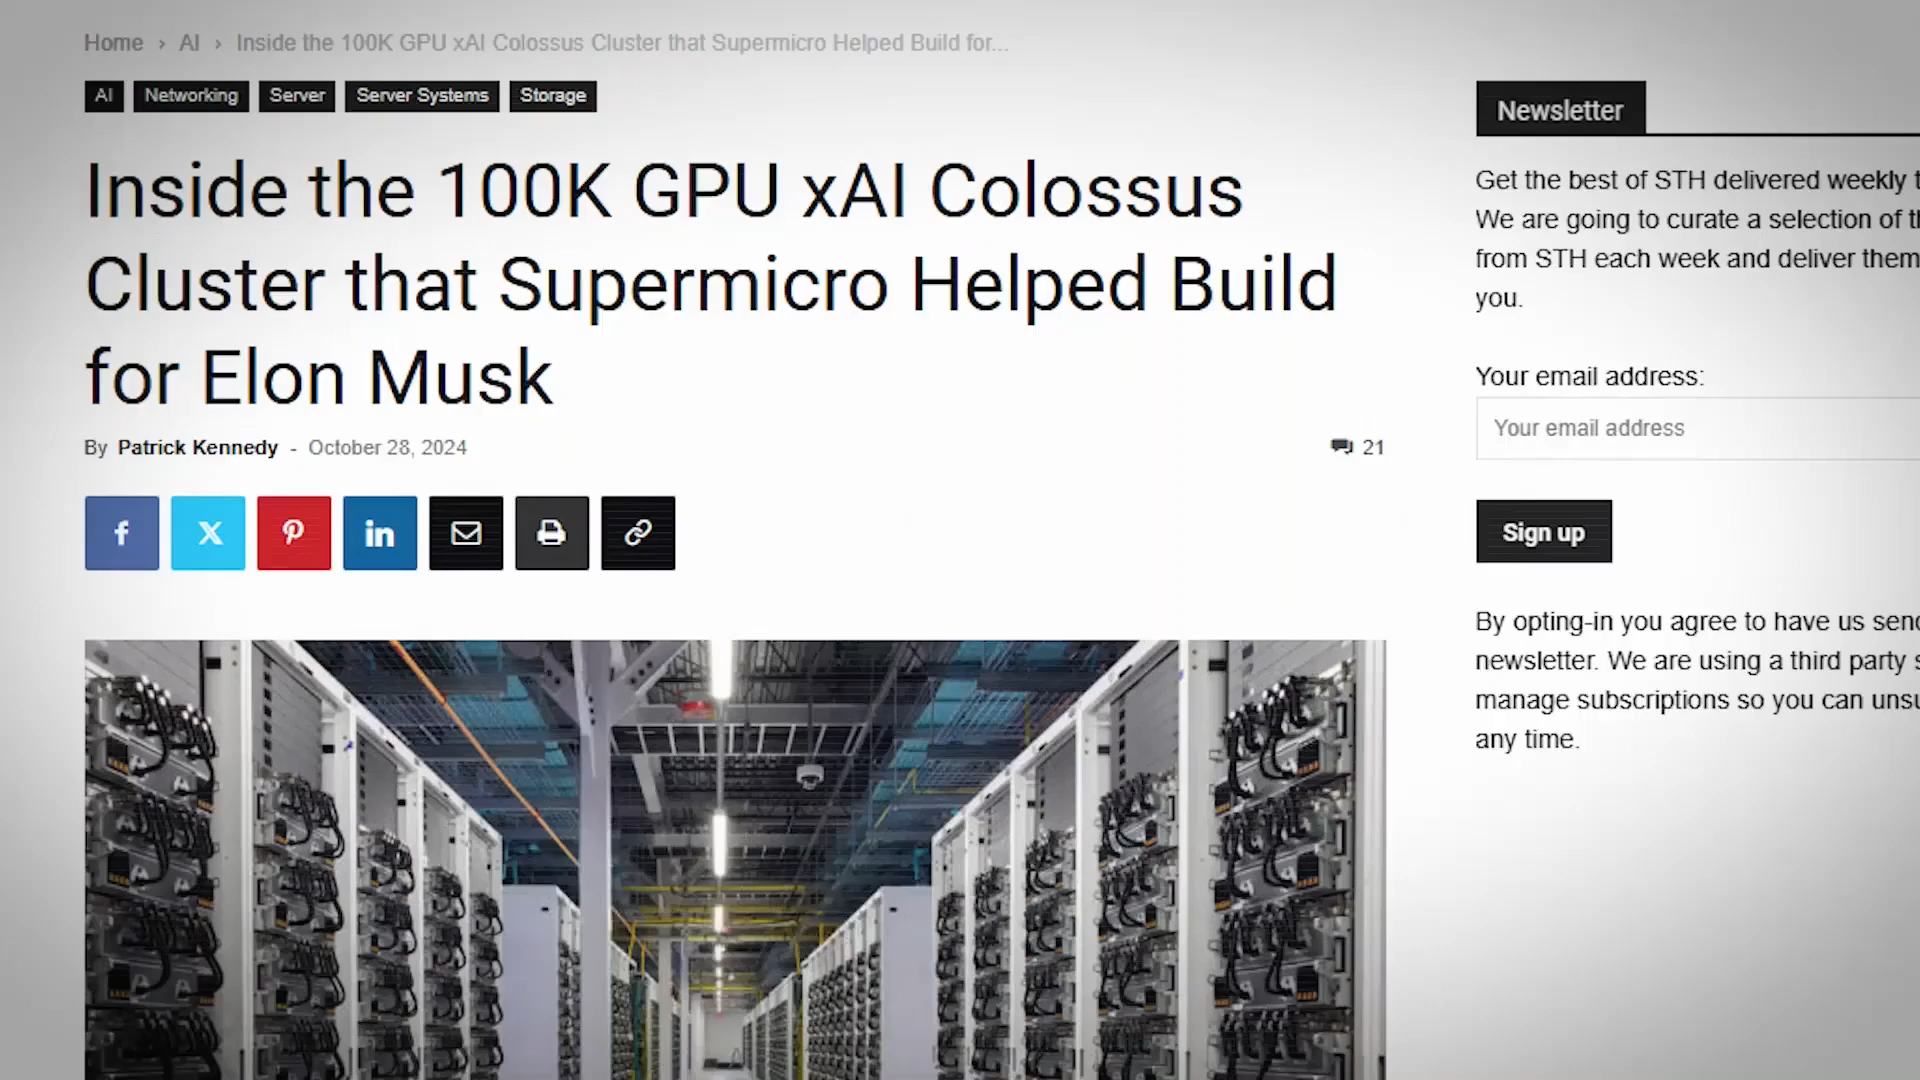 Home › AI › Inside the 100K GPU xAI Colossus Cluster that Supermicro Helped Build for...
AI Networking Server Server Systems Storage
Inside the 100K GPU xAI Colossus
Cluster that Supermicro Helped Build
for Elon Musk
By Patrick Kennedy - October 28, 2024
21
Newsletter
Get the best of STH delivered weekly
We are going to curate a selection of
from STH each week and deliver them
you.
Your email address:
Your email address
Sign up
By opting-in you agree to have us
newsletter. We are using a third party
manage subscriptions so you can
any time.